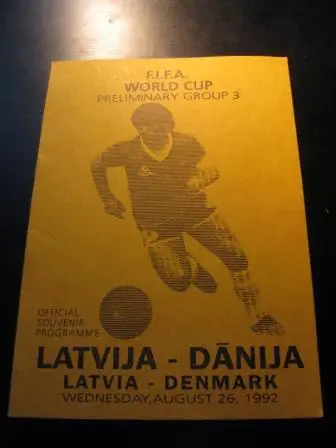 F.I.F.A.
WORLD CUP
PRELIMINARY GROUP 3
OFFICIAL
SOUVENIR
PROGRAMME
LATVIJA - DĀNIJA
LATVIA - DENMARK
WEDNESDAY, AUGUST 26, 1992